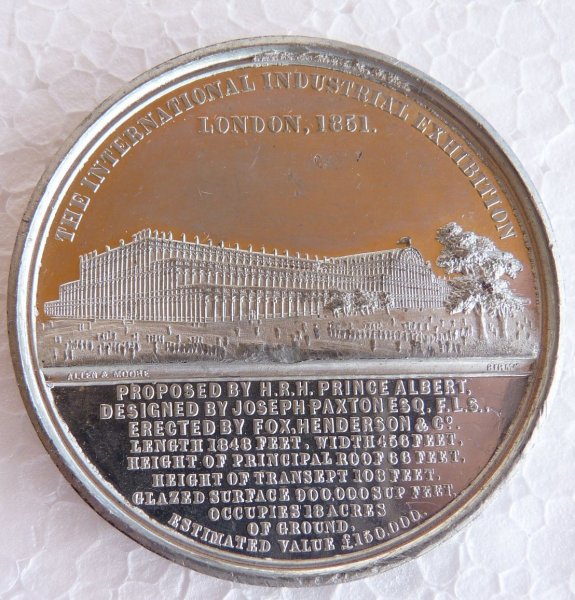 THE INTERNATIONAL INDUSTRIAL EXHIBITION
LONDON, 1851.
ALLEN & MOORE
BIRM
PROPOSED BY H.R.H. PRINCE ALBERT,
DESIGNED BY JOSEPH PAXTON ESQ. F.L.S.,
ERECTED BY FOX, HENDERSON & Co.
LENGTH 1848 FEET, WIDTH 456 FEET,
HEIGHT OF PRINCIPAL ROOF 68 FEET,
HEIGHT OF TRANSEPT 108 FEET,
GLAZED SURFACE 900,000 SUP FEET,
OCCUPIES 18 ACRES
OF GROUND,
ESTIMATED VALUE £150,000.